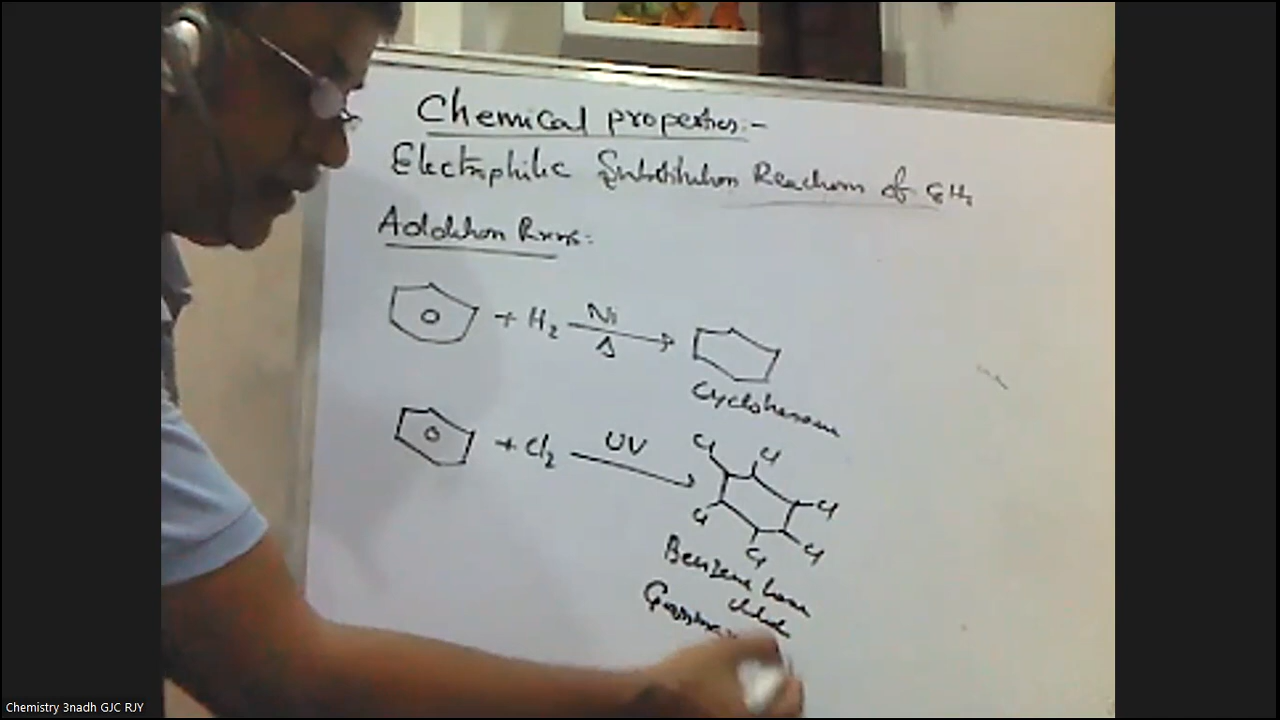 Chemical properties:-
Electrophilic Substitution Reactions of C6H6
Addition Rxns:-
+ H2 Ni Δ
Cyclohexane
+ Cl2 UV
Cl Cl Cl Cl Cl Cl
Benzene hexa
chloride
Chemistry 3nadh GJC RJY